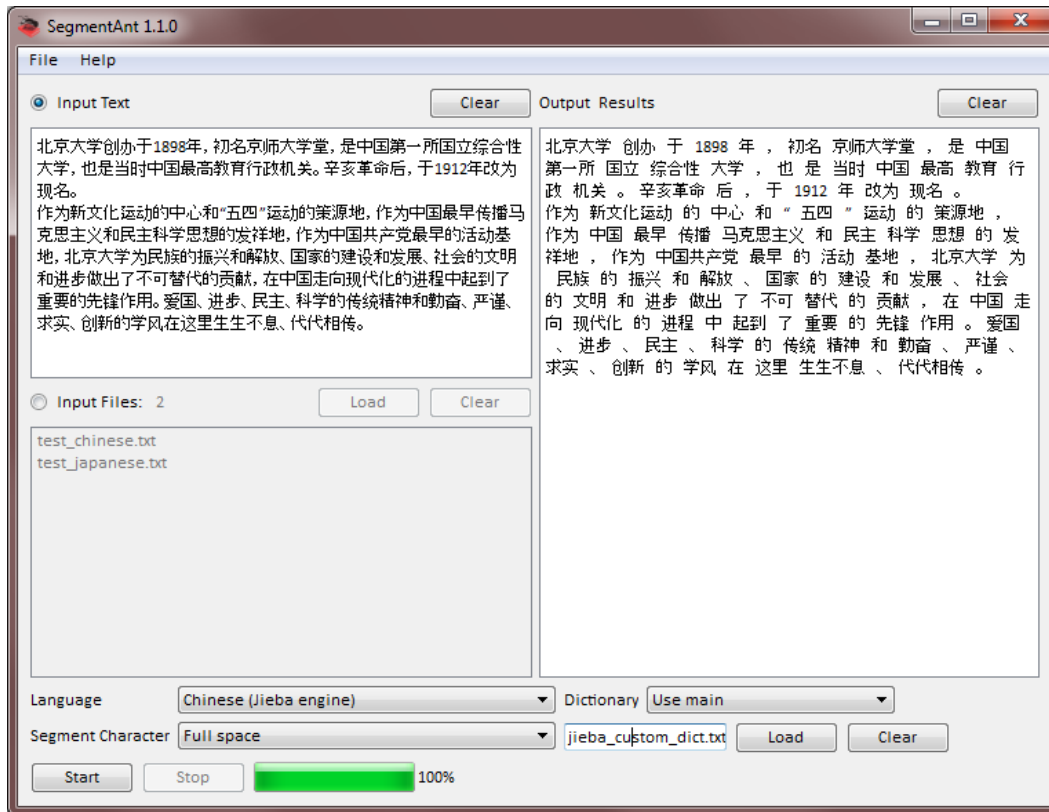 SegmentAnt 1.1.0
File Help
Input Text
Clear
Output Results
Clear
北京大学创办于1898年, 初名京师大学堂, 是中国第一所国立综合性
大学, 也是当时中国最高教育行政机关。辛亥革命后, 于1912年改为
现名。
作为新文化运动的中心和“五四”运动的策源地, 作为中国最早传播马
克思主义和民主科学思想的发祥地, 作为中国共产党最早的活动基
地, 北京大学为民族的振兴和解放、国家的建设和发展、社会的文明
和进步做出了不可替代的贡献, 在中国走向现代化的进程中起到了
重要的先锋作用。爱国、进步、民主、科学的传统精神和勤奋、严谨、
求实、创新的学风在这里生生不息、代代相传。
北京大学 创办 于 1898 年 , 初名 京师大学堂 , 是 中国
第一所 国立 综合性 大学 , 也 是 当时 中国 最高 教育 行
政 机关 。 辛亥革命 后 , 于 1912 年 改为 现名 。
作为 新文化运动 的 中心 和 “ 五四 ” 运动 的 策源地 ,
作为 中国 最早 传播 马克思主义 和 民主 科学 思想 的 发
祥地 , 作为 中国共产党 最早 的 活动 基地 , 北京大学 为
民族 的 振兴 和 解放 、 国家 的 建设 和 发展 、 社会
的 文明 和 进步 做出 了 不可 替代 的 贡献 , 在 中国 走
向 现代化 的 进程 中 起到 了 重要 的 先锋 作用 。 爱国
、 进步 、 民主 、 科学 的 传统 精神 和 勤奋 、 严谨 、
求实 、 创新 的 学风 在 这里 生生不息 、 代代相传 。
Input Files: 2
Load
Clear
test_chinese.txt
test_japanese.txt
Language
Chinese (Jieba engine)
Dictionary
Use main
Segment Character
Full space
jieba_custom_dict.txt
Load
Clear
Start
Stop
100%